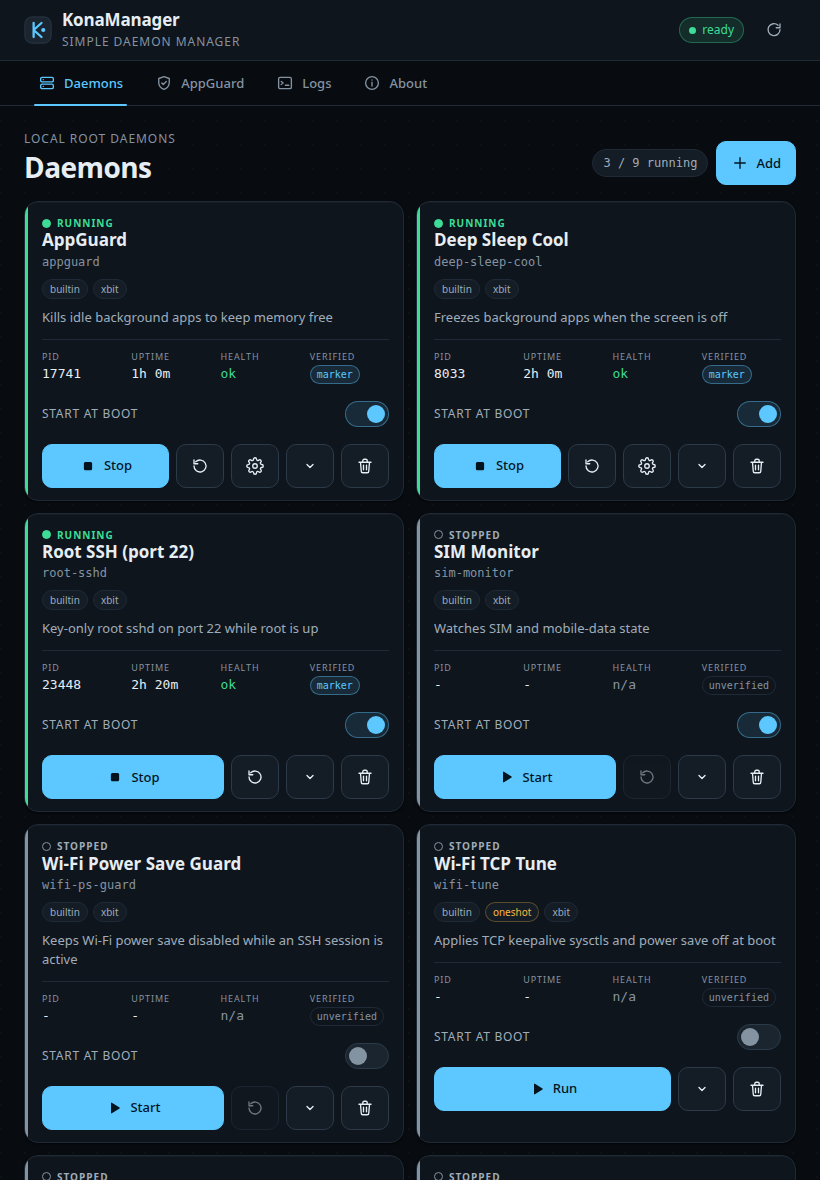 KonaManager
SIMPLE DAEMON MANAGER
ready
Daemons
AppGuard
Logs
About
LOCAL ROOT DAEMONS
Daemons
3 / 9 running
Add
RUNNING
AppGuard
appguard
builtin xbit
Kills idle background apps to keep memory free
PID UPTIME HEALTH VERIFIED
17741 1h 0m ok marker
START AT BOOT
Stop
RUNNING
Deep Sleep Cool
deep-sleep-cool
builtin xbit
Freezes background apps when the screen is off
PID UPTIME HEALTH VERIFIED
8033 2h 0m ok marker
START AT BOOT
Stop
RUNNING
Root SSH (port 22)
root-sshd
builtin xbit
Key-only root sshd on port 22 while root is up
PID UPTIME HEALTH VERIFIED
23448 2h 20m ok marker
START AT BOOT
Stop
STOPPED
SIM Monitor
sim-monitor
builtin xbit
Watches SIM and mobile-data state
PID UPTIME HEALTH VERIFIED
- - n/a unverified
START AT BOOT
Start
STOPPED
Wi-Fi Power Save Guard
wifi-ps-guard
builtin xbit
Keeps Wi-Fi power save disabled while an SSH session is
active
PID UPTIME HEALTH VERIFIED
- - n/a unverified
START AT BOOT
Start
STOPPED
Wi-Fi TCP Tune
wifi-tune
builtin oneshot xbit
Applies TCP keepalive sysctls and power save off at boot
PID UPTIME HEALTH VERIFIED
- - n/a unverified
START AT BOOT
Run
STOPPED
STOPPED